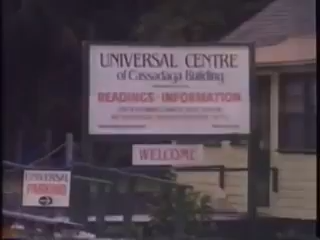 UNIVERSAL CENTRE
of Cassadaga Building
READINGS · INFORMATION
WELCOME
UNIVERSAL
PARKING